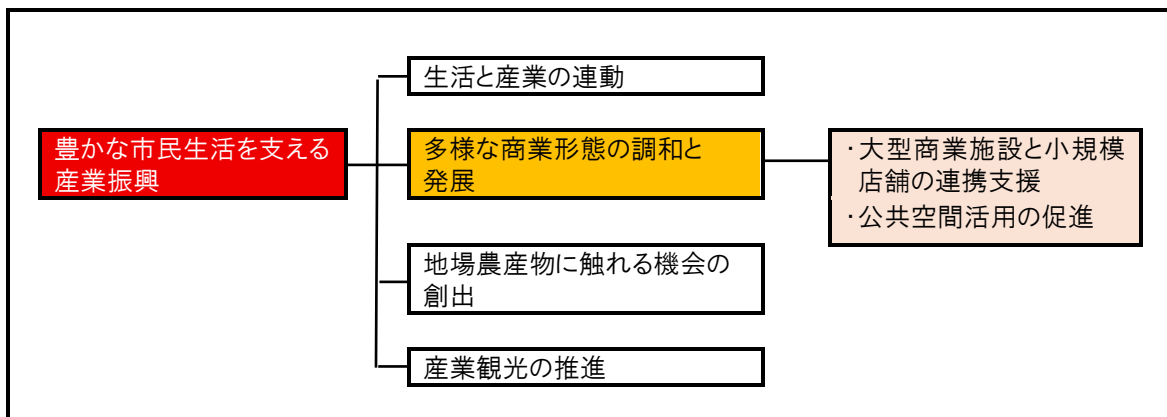 生活と産業の連動
豊かな市民生活を支える
産業振興
多様な商業形態の調和と
発展
・大型商業施設と小規模
店舗の連携支援
・公共空間活用の促進
地場農産物に触れる機会の
創出
産業観光の推進